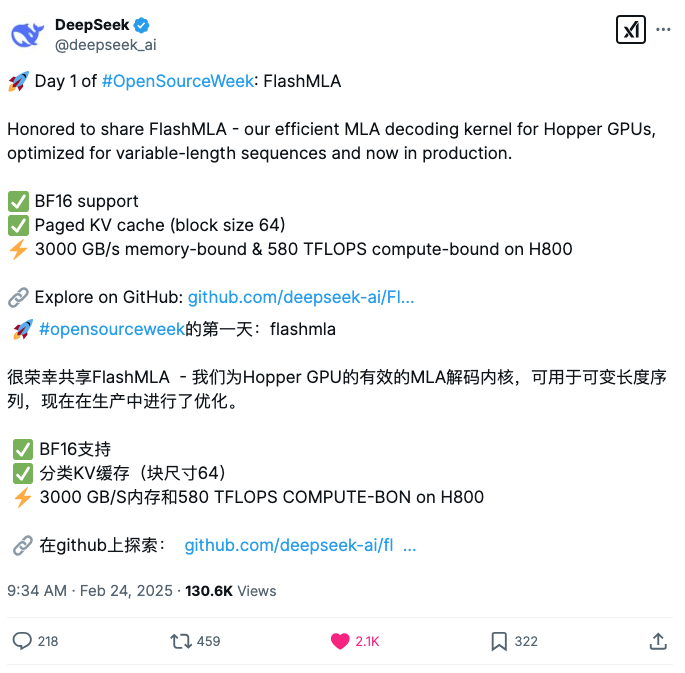 DeepSeek
@deepseek_ai
🚀 Day 1 of #OpenSourceWeek: FlashMLA
Honored to share FlashMLA - our efficient MLA decoding kernel for Hopper GPUs,
optimized for variable-length sequences and now in production.
✅ BF16 support
✅ Paged KV cache (block size 64)
⚡ 3000 GB/s memory-bound & 580 TFLOPS compute-bound on H800
🔗 Explore on GitHub: github.com/deepseek-ai/Fl...
🚀 #opensourceweek的第一天：flashmla
很荣幸共享FlashMLA - 我们为Hopper GPU的有效的MLA解码内核，可用于可变长度序
列，现在在生产中进行了优化。
✅ BF16支持
✅ 分类KV缓存（块尺寸64）
⚡ 3000 GB/S内存和580 TFLOPS COMPUTE-BON on H800
🔗 在github上探索： github.com/deepseek-ai/fl ...
9:34 AM · Feb 24, 2025 · 130.6K Views
218 459 2.1K 322